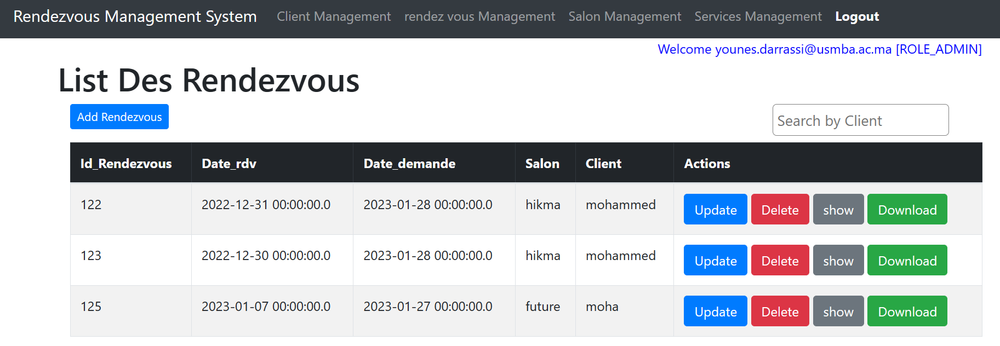 Rendezvous Management System Client Management rendez vous Management Salon Management Services Management Logout
Welcome younes.darrassi@usmba.ac.ma [ROLE_ADMIN]
List Des Rendezvous
Add Rendezvous Search by Client
Id_Rendezvous Date_rdv Date_demande Salon Client Actions
122 2022-12-31 00:00:00.0 2023-01-28 00:00:00.0 hikma mohammed Update Delete show Download
123 2022-12-30 00:00:00.0 2023-01-28 00:00:00.0 hikma mohammed Update Delete show Download
125 2023-01-07 00:00:00.0 2023-01-27 00:00:00.0 future moha Update Delete show Download